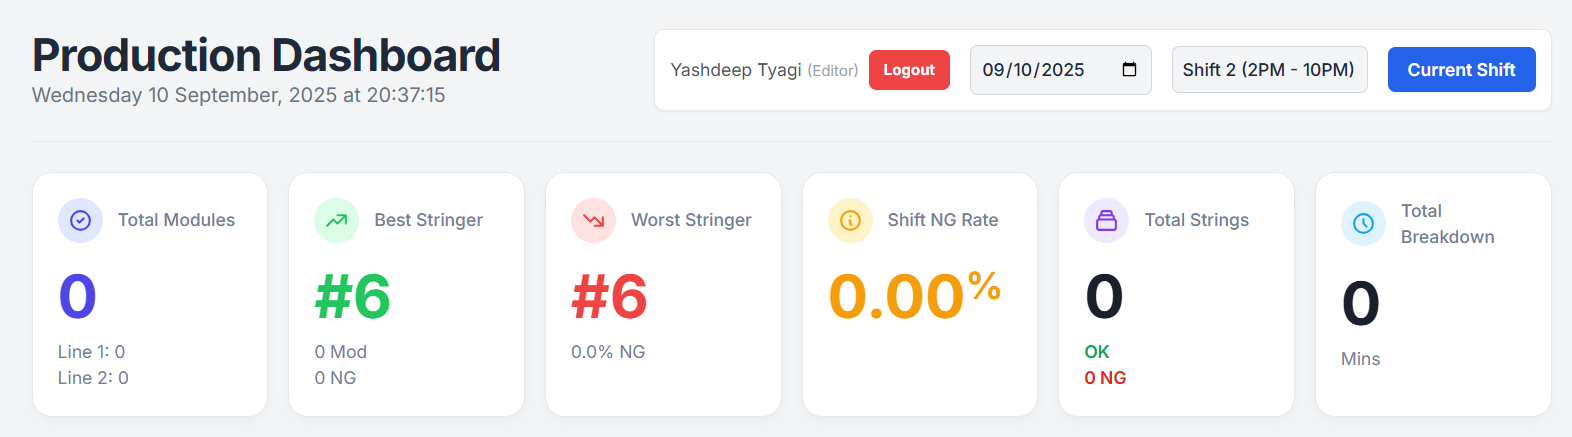 Production Dashboard
Wednesday 10 September, 2025 at 20:37:15
Yashdeep Tyagi (Editor) Logout 09/10/2025 Shift 2 (2PM - 10PM) Current Shift
Total Modules
0
Line 1: 0
Line 2: 0
Best Stringer
#6
0 Mod
0 NG
Worst Stringer
#6
0.0% NG
Shift NG Rate
0.00%
Total Strings
0
OK
0 NG
Total
Breakdown
0
Mins